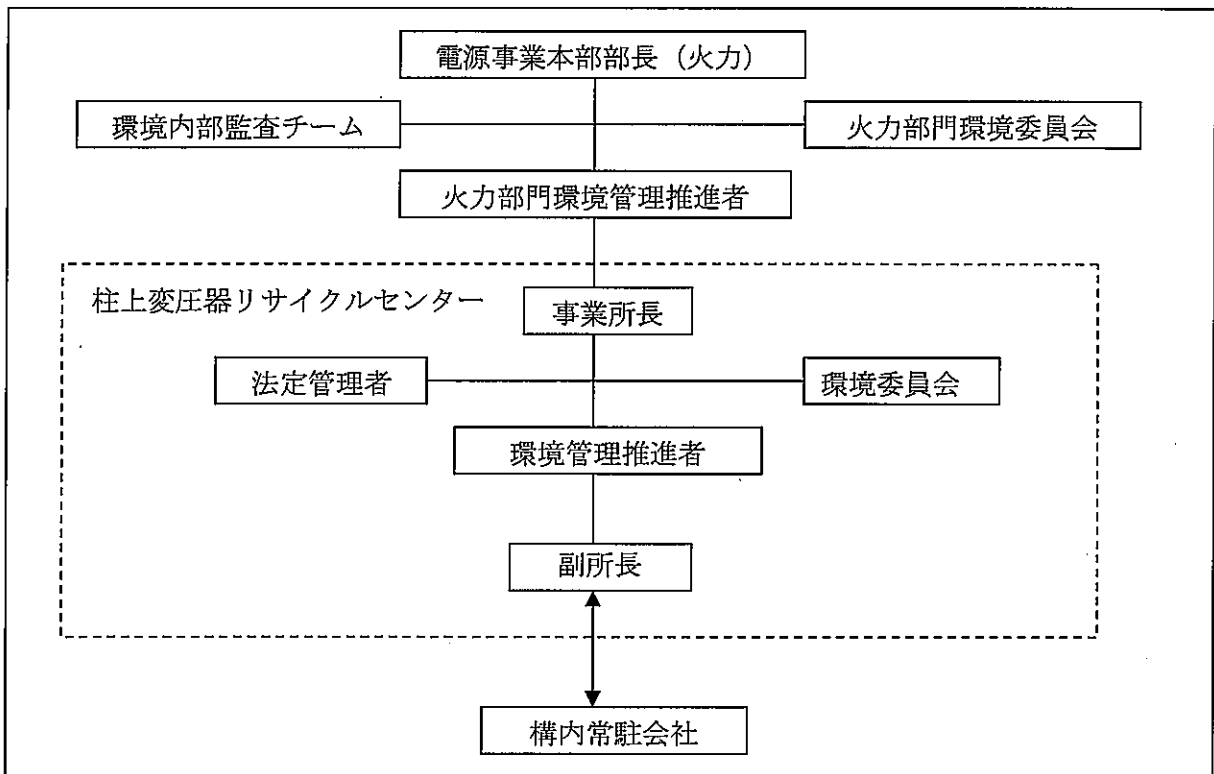 電源事業本部部長（火力）
環境内部監査チーム
火力部門環境委員会
火力部門環境管理推進者
柱上変圧器リサイクルセンター
事業所長
法定管理者
環境委員会
環境管理推進者
副所長
構内常駐会社